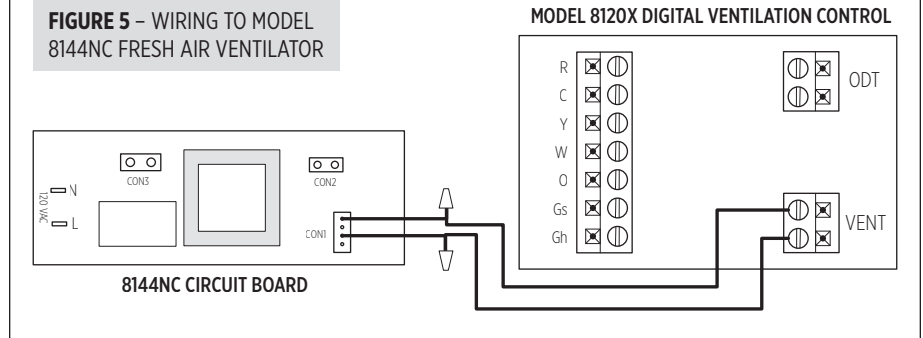 FIGURE 5 – WIRING TO MODEL
8144NC FRESH AIR VENTILATOR
MODEL 8120X DIGITAL VENTILATION CONTROL
R
C
Y
W
O
Gs
Gh
ODT
VENT
120 VAC
N
L
CON3
CON2
CON1
8144NC CIRCUIT BOARD